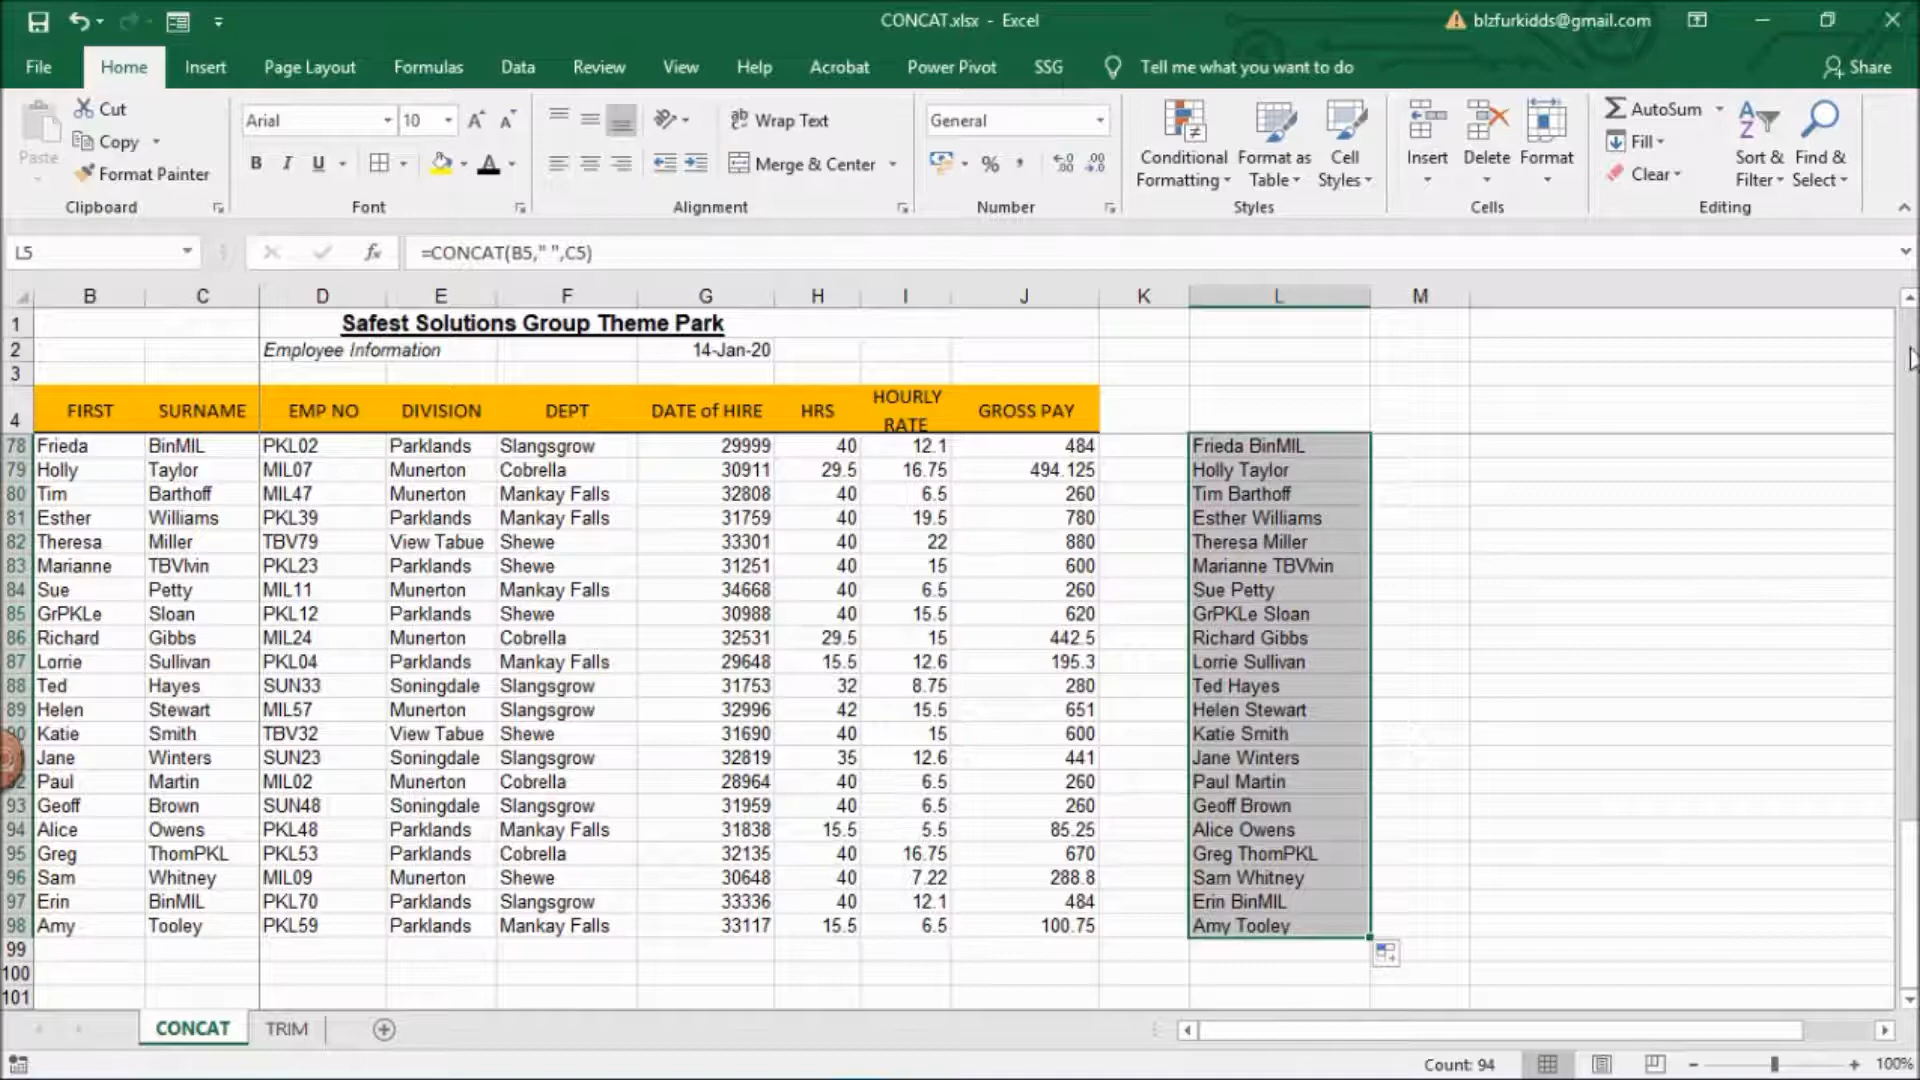 CONCAT.xlsx - Excel
blzfurkidds@gmail.com
File Home Insert Page Layout Formulas Data Review View Help Acrobat Power Pivot SSG Tell me what you want to do Share
Paste Cut Copy Format Painter
Arial 10
B I U A
Wrap Text
Merge & Center
General
%
Conditional Formatting Format as Table Cell Styles
Insert Delete Format
AutoSum
Fill
Clear
Sort & Filter Find & Select
Clipboard Font Alignment Number Styles Cells Editing
L5 fx =CONCAT(B5," ",C5)
B C D E F G H I J K L M
1 Safest Solutions Group Theme Park
2 Employee Information 14-Jan-20
3
4 FIRST SURNAME EMP NO DIVISION DEPT DATE of HIRE HRS HOURLY RATE GROSS PAY
78 Frieda BinMIL PKL02 Parklands Slangsgrow 29999 40 12.1 484 Frieda BinMIL
79 Holly Taylor MIL07 Munerton Cobrella 30911 29.5 16.75 494.125 Holly Taylor
80 Tim Barthoff MIL47 Munerton Mankay Falls 32808 40 6.5 260 Tim Barthoff
81 Esther Williams PKL39 Parklands Mankay Falls 31759 40 19.5 780 Esther Williams
82 Theresa Miller TBV79 View Tabue Shewe 33301 40 22 880 Theresa Miller
83 Marianne TBVlvin PKL23 Parklands Shewe 31251 40 15 600 Marianne TBVlvin
84 Sue Petty MIL11 Munerton Mankay Falls 34668 40 6.5 260 Sue Petty
85 GrPKLe Sloan PKL12 Parklands Shewe 30988 40 15.5 620 GrPKLe Sloan
86 Richard Gibbs MIL24 Munerton Cobrella 32531 29.5 15 442.5 Richard Gibbs
87 Lorrie Sullivan PKL04 Parklands Mankay Falls 29648 15.5 12.6 195.3 Lorrie Sullivan
88 Ted Hayes SUN33 Soningdale Slangsgrow 31753 32 8.75 280 Ted Hayes
89 Helen Stewart MIL57 Munerton Slangsgrow 32996 42 15.5 651 Helen Stewart
90 Katie Smith TBV32 View Tabue Shewe 31690 40 15 600 Katie Smith
Jane Winters SUN23 Soningdale Slangsgrow 32819 35 12.6 441 Jane Winters
92 Paul Martin MIL02 Munerton Cobrella 28964 40 6.5 260 Paul Martin
93 Geoff Brown SUN48 Soningdale Slangsgrow 31959 40 6.5 260 Geoff Brown
94 Alice Owens PKL48 Parklands Mankay Falls 31838 15.5 5.5 85.25 Alice Owens
95 Greg ThomPKL PKL53 Parklands Cobrella 32135 40 16.75 670 Greg ThomPKL
96 Sam Whitney MIL09 Munerton Shewe 30648 40 7.22 288.8 Sam Whitney
97 Erin BinMIL PKL70 Parklands Slangsgrow 33336 40 12.1 484 Erin BinMIL
98 Amy Tooley PKL59 Parklands Mankay Falls 33117 15.5 6.5 100.75 Amy Tooley
99
100
101
CONCAT TRIM
Count: 94 100%